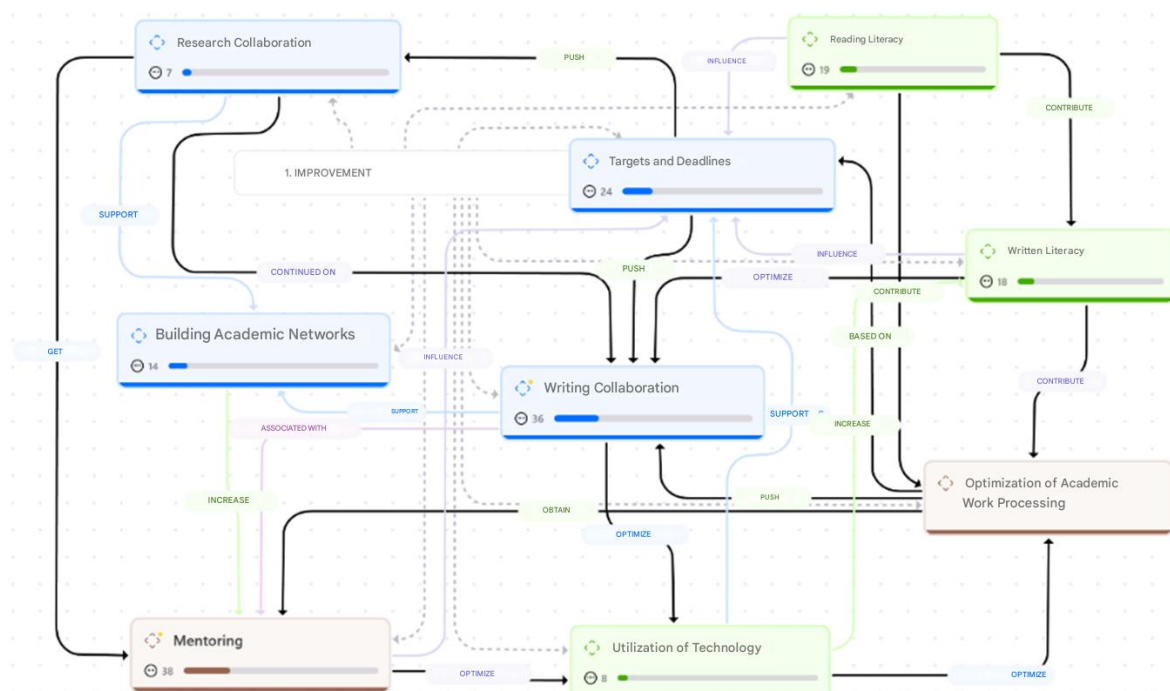 Research Collaboration
7
PUSH
INFLUENCE
Reading Literacy
19
CONTRIBUTE
1. IMPROVEMENT
Targets and Deadlines
24
SUPPORT
CONTINUED ON
PUSH
OPTIMIZE
INFLUENCE
Written Literacy
18
CONTRIBUTE
BASED ON
GET
Building Academic Networks
14
INFLUENCE
Writing Collaboration
36
SUPPORT
SUPPORT
INCREASE
CONTRIBUTE
ASSOCIATED WITH
INCREASE
OBTAIN
PUSH
OPTIMIZE
Optimization of Academic
Work Processing
Mentoring
38
OPTIMIZE
Utilization of Technology
8
OPTIMIZE